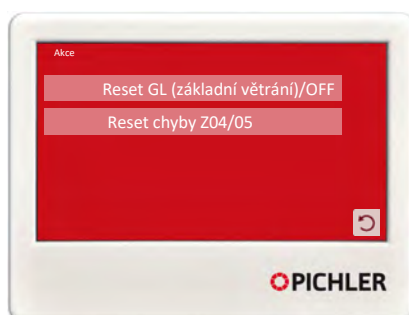 Akce
Reset GL (základní větrání)/OFF
Reset chyby Z04/05
PICHLER